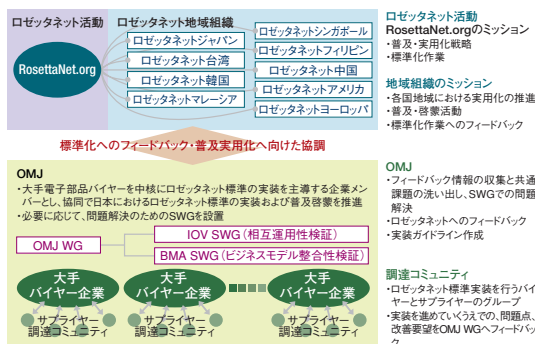 ロゼッタネット活動
ロゼッタネット地域組織
RosettaNet.org
ロゼッタネットジャパン
ロゼッタネット台湾
ロゼッタネット韓国
ロゼッタネットマレーシア
ロゼッタネットシンガポール
ロゼッタネットフィリピン
ロゼッタネット中国
ロゼッタネットアメリカ
ロゼッタネットヨーロッパ
標準化へのフィードバック・普及実用化へ向けた協調
OMJ
・大手電子部品バイヤーを中核にロゼッタネット標準の実装を主導する企業メン
バーとし、協同で日本におけるロゼッタネット標準の実装および普及啓蒙を推進
・必要に応じて、問題解決のためのSWGを設置
OMJ WG
IOV SWG（相互運用性検証）
BMA SWG（ビジネスモデル整合性検証）
大手
バイヤー企業
サプライヤー
調達コミュニティ
大手
バイヤー企業
サプライヤー
調達コミュニティ
大手
バイヤー企業
サプライヤー
調達コミュニティ
ロゼッタネット活動
RosettaNet.orgのミッション
・普及・実用化戦略
・標準化作業
地域組織のミッション
・各国地域における実用化の推進
・普及・啓蒙活動
・標準化作業へのフィードバック
OMJ
・フィードバック情報の収集と共通
課題の洗い出し、SWGでの問題
解決
・ロゼッタネットへのフィードバック
・実装ガイドライン作成
調達コミュニティ
・ロゼッタネット標準実装を行うバイ
ヤーとサプライヤーのグループ
・実装を進めていくうえでの、問題点、
改善要望をOMJ WGへフィードバッ
ク